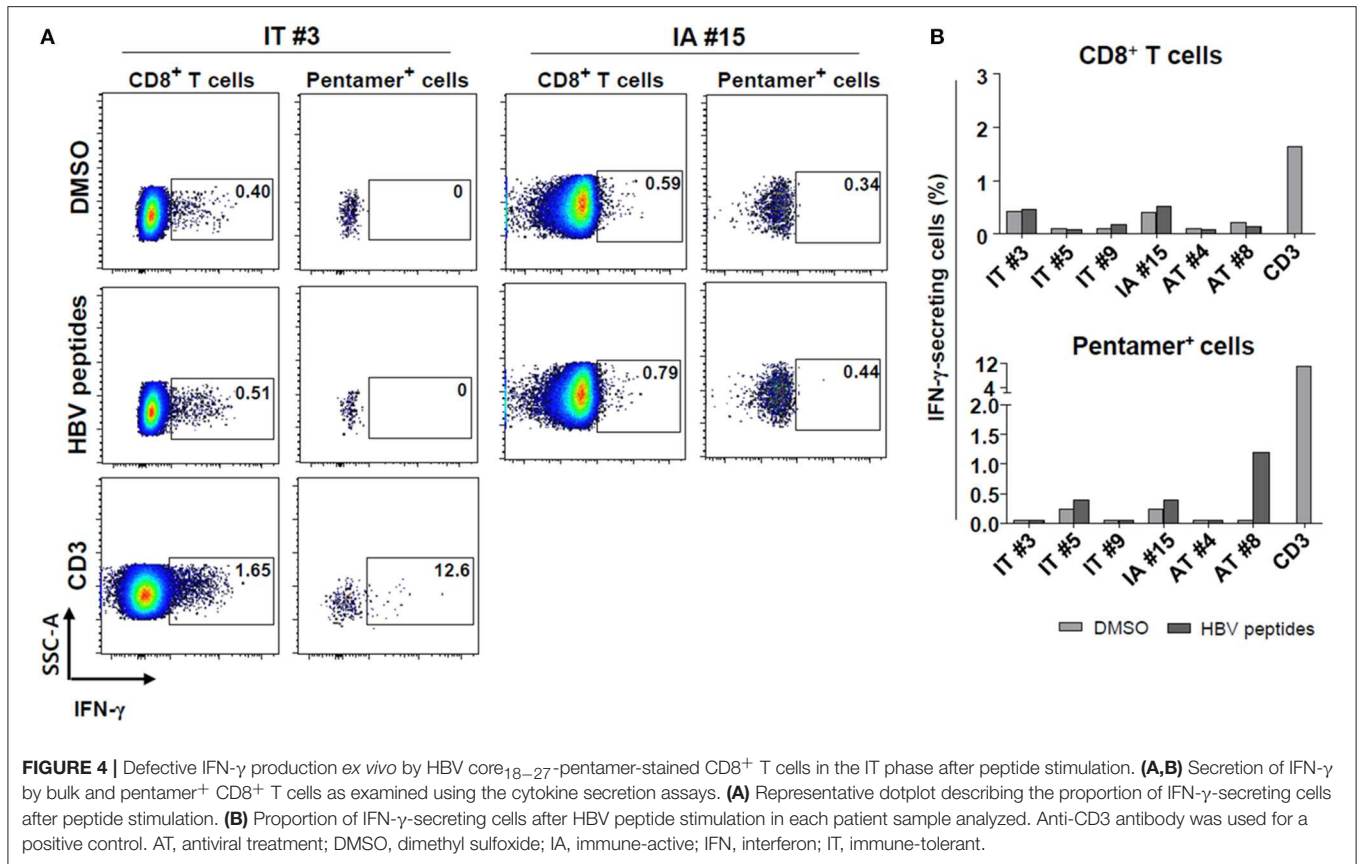 A
IT #3
IA #15
CD8+ T cells
Pentamer+ cells
CD8+ T cells
Pentamer+ cells
DMSO
0.40
0
0.59
0.34
HBV peptides
0.51
0
0.79
0.44
CD3
1.65
12.6
SSC-A
IFN-γ
B
CD8+ T cells
IFN-γ-secreting cells (%)
3
2
1
0
IT #3
IT #5
IT #9
IA #15
AT #4
AT #8
CD3
Pentamer+ cells
12
4
2.0
1.5
1.0
0.5
0.0
IT #3
IT #5
IT #9
IA #15
AT #4
AT #8
CD3
DMSO
HBV peptides
FIGURE 4 | Defective IFN-γ production ex vivo by HBV core18–27-pentamer-stained CD8+ T cells in the IT phase after peptide stimulation. (A,B) Secretion of IFN-γ
by bulk and pentamer+ CD8+ T cells as examined using the cytokine secretion assays. (A) Representative dotplot describing the proportion of IFN-γ-secreting cells
after peptide stimulation. (B) Proportion of IFN-γ-secreting cells after HBV peptide stimulation in each patient sample analyzed. Anti-CD3 antibody was used for a
positive control. AT, antiviral treatment; DMSO, dimethyl sulfoxide; IA, immune-active; IFN, interferon; IT, immune-tolerant.